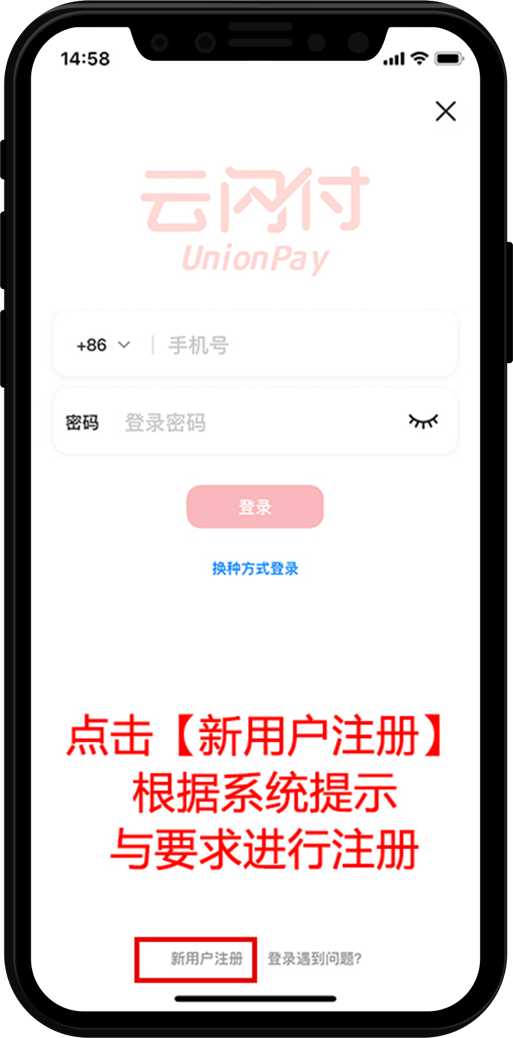 14:58
云闪付
UnionPay
+86 手机号
密码 登录密码
登录
换种方式登录
点击【新用户注册】
根据系统提示
与要求进行注册
新用户注册 登录遇到问题?